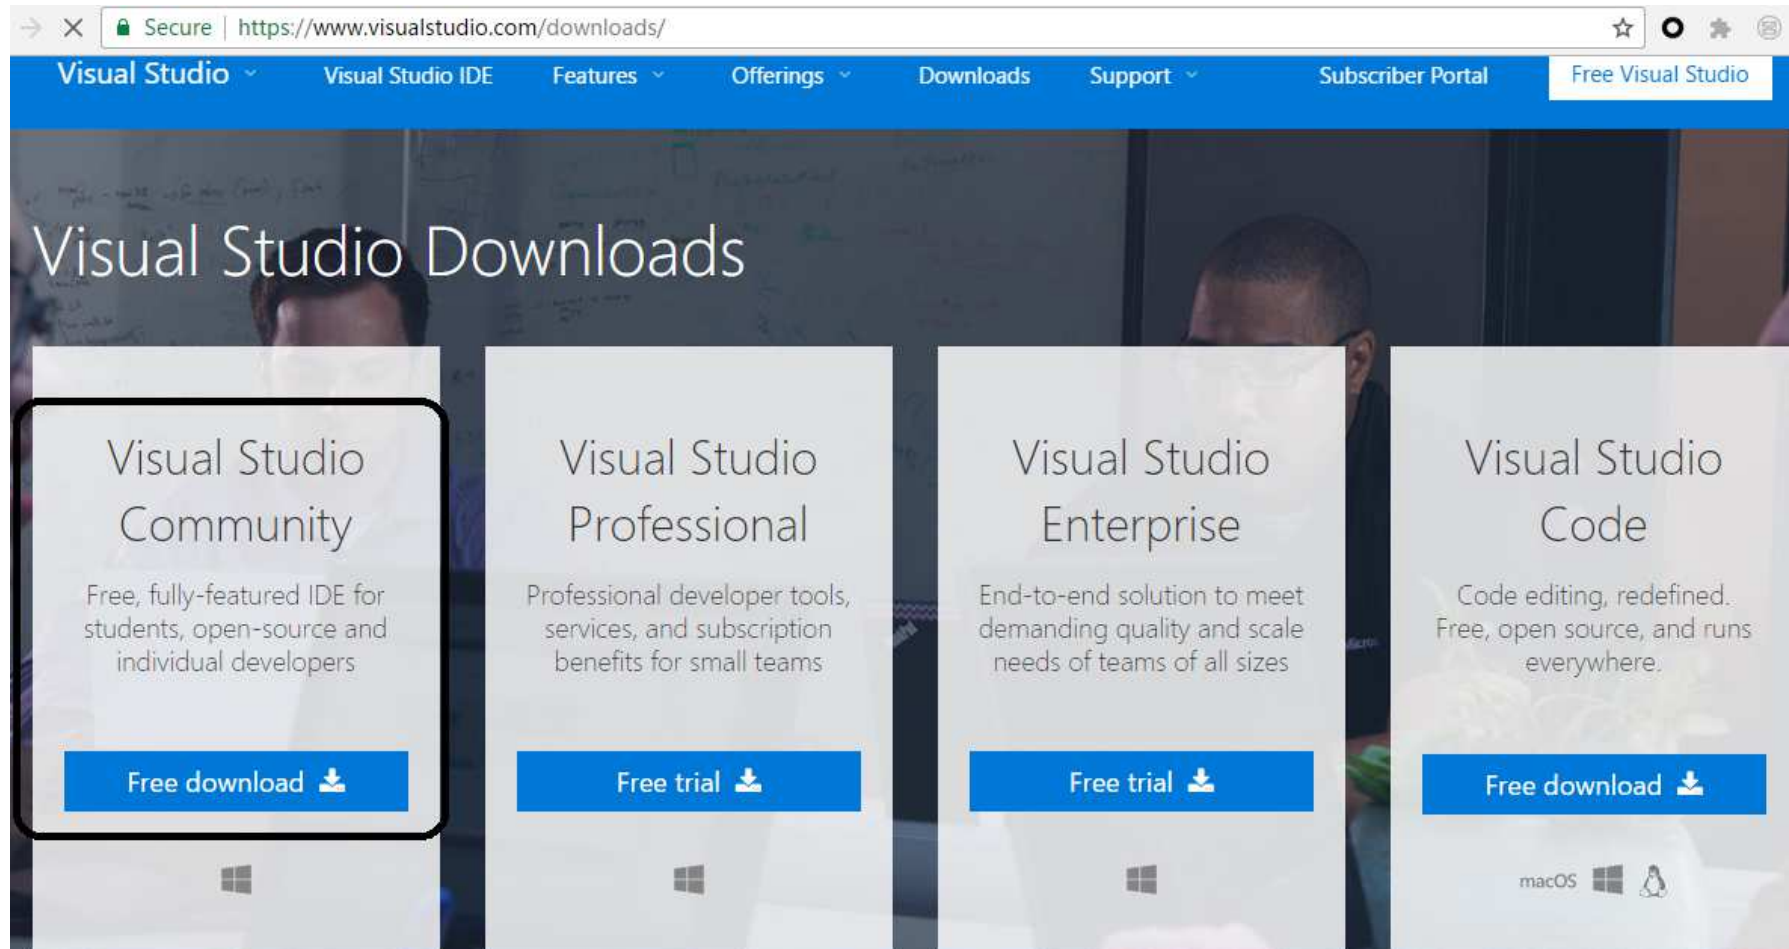 Secure | https://www.visualstudio.com/downloads/
Visual Studio Visual Studio IDE Features Offerings Downloads Support Subscriber Portal Free Visual Studio
Visual Studio Downloads
Visual Studio
Community
Free, fully-featured IDE for
students, open-source and
individual developers
Free download
Visual Studio
Professional
Professional developer tools,
services, and subscription
benefits for small teams
Free trial
Visual Studio
Enterprise
End-to-end solution to meet
demanding quality and scale
needs of teams of all sizes
Free trial
Visual Studio
Code
Code editing, redefined.
Free, open source, and runs
everywhere.
Free download
macOS